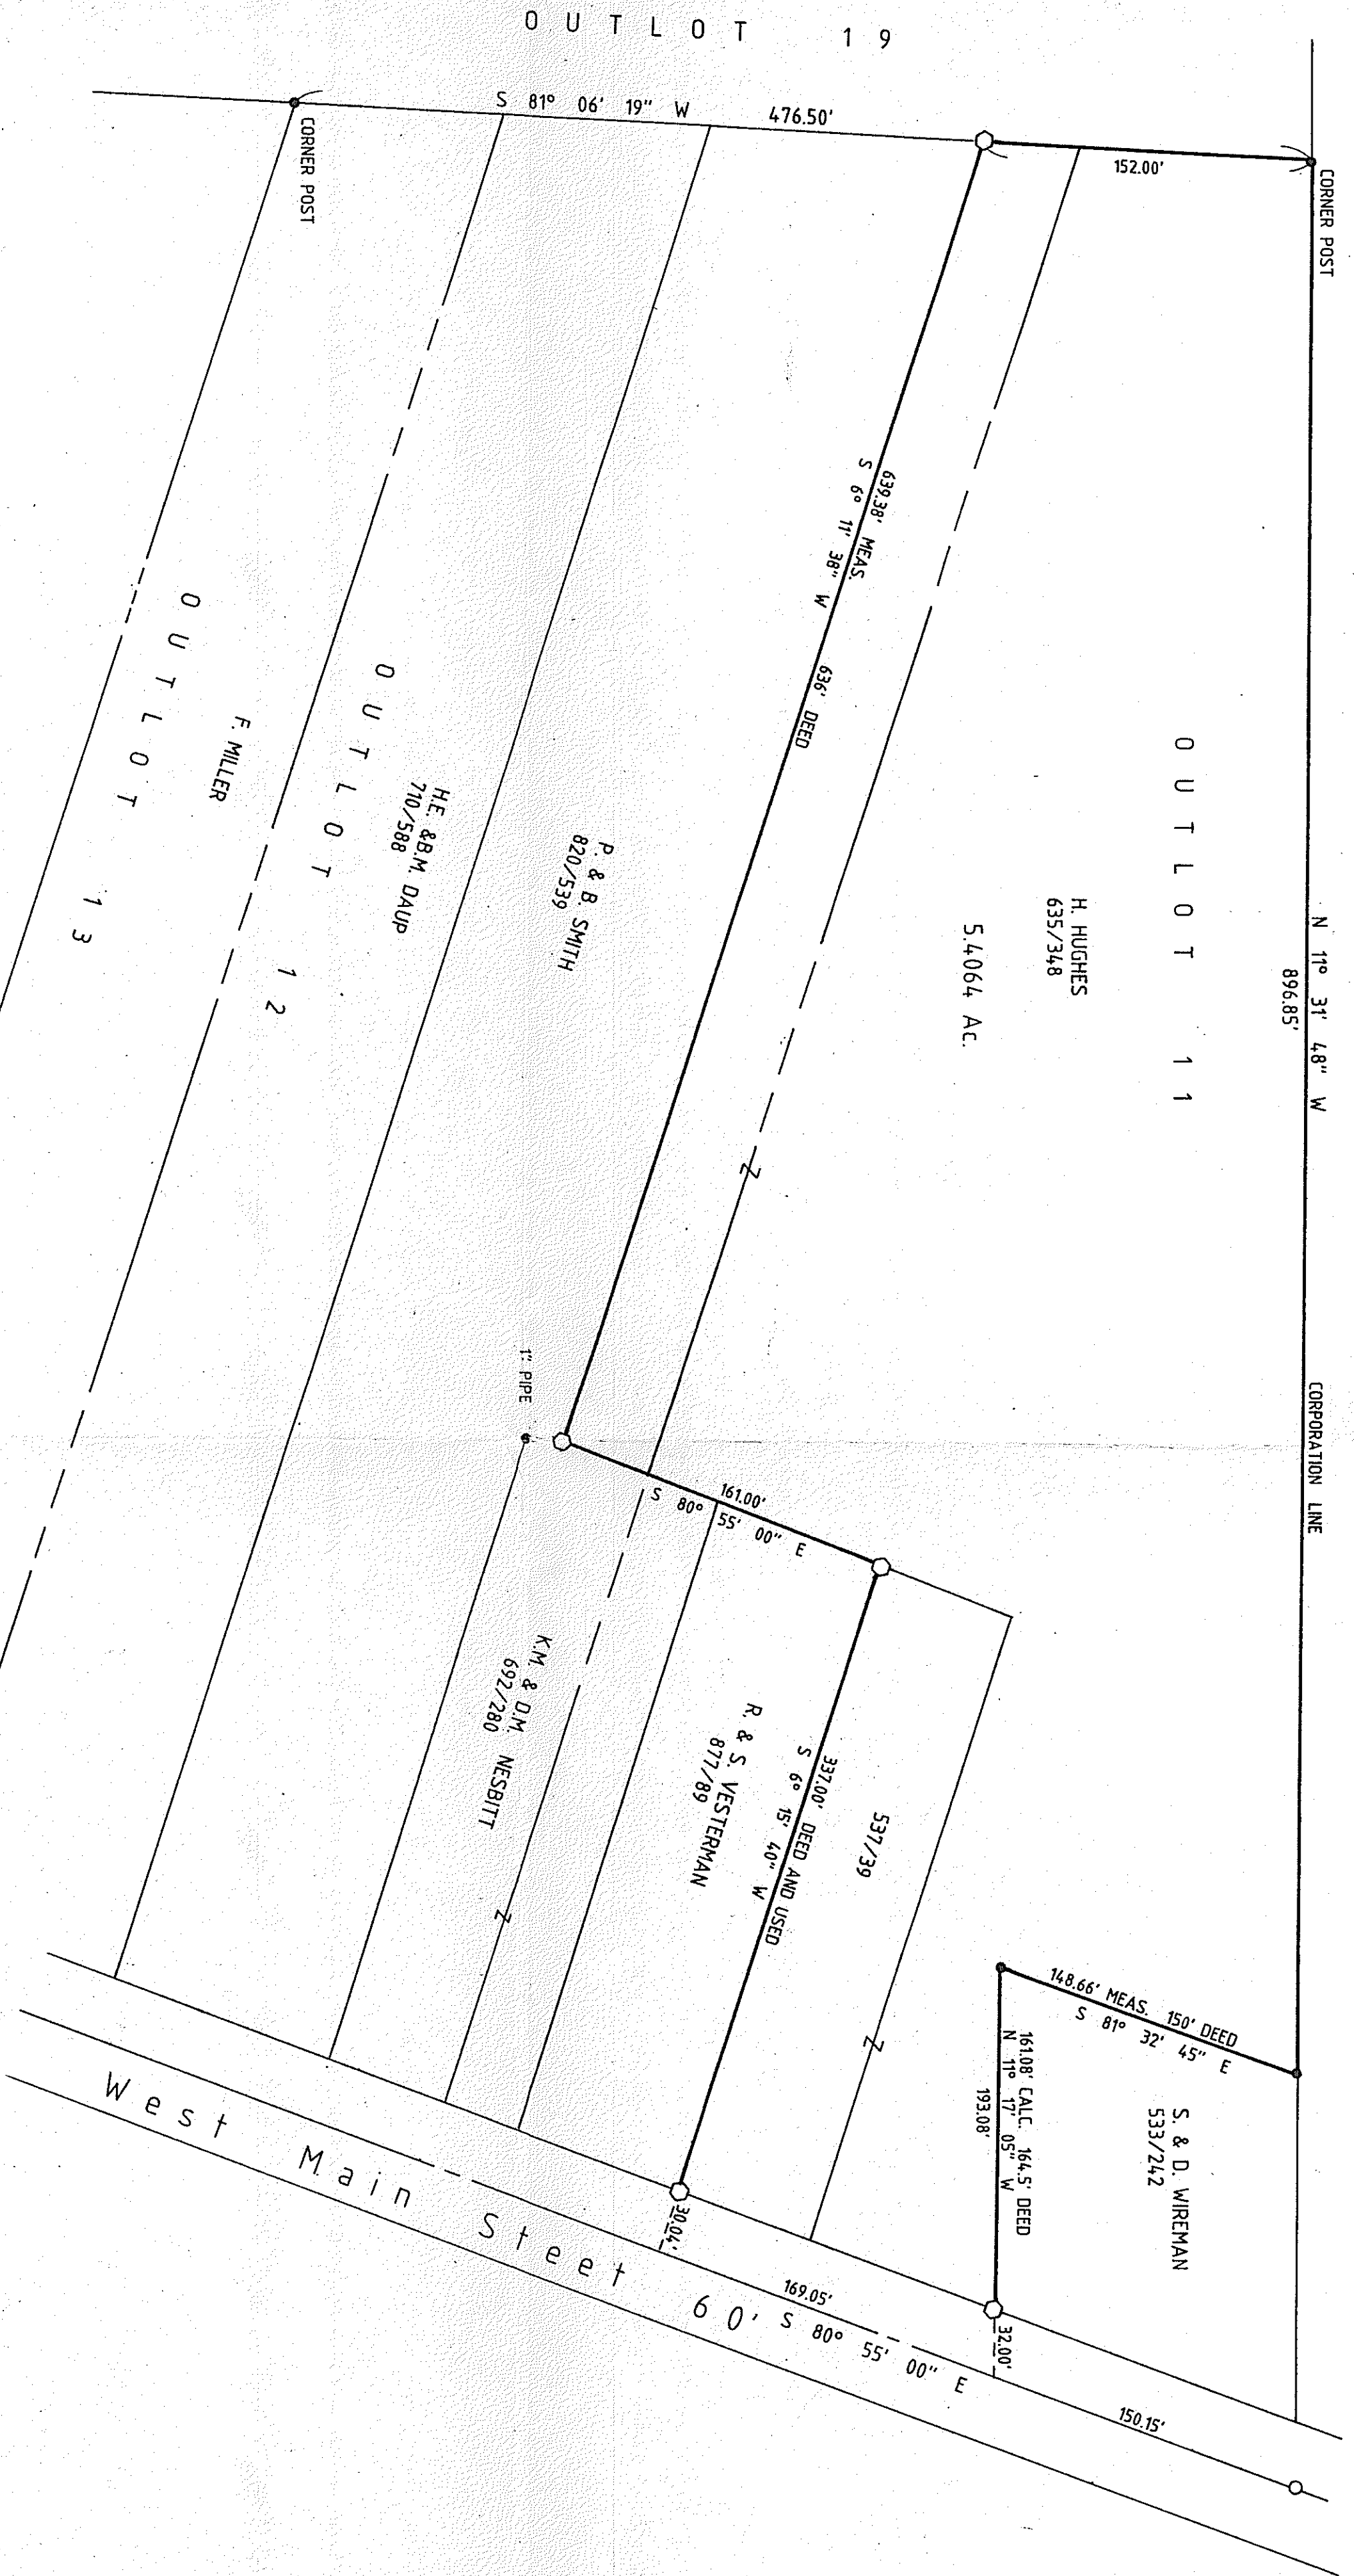 OUTLOT 19
S 81° 06' 19" W 476.50'
152.00'
CORNER POST
CORNER POST
639.38' MEAS.
S 6° 11' 38" W
636' DEED
OUTLOT 11
N 11° 31' 48" W
896.85'
CORPORATION LINE
H. HUGHES
635/348
5.4064 Ac.
P. & B. SMITH
820/539
H.E. &B.M. DAUP
710/588
OUTLOT 12
F. MILLER
OUTLOT 13
1" PIPE
161.00'
S 80° 55' 00" E
K.M. & D.M. NESBITT
692/280
R. & S. VESTERMAN
877/89
337.00' DEED AND USED
S 6° 15' 40" W
537/39
148.66' MEAS. 150' DEED
S 81° 32' 45" E
161.08' CALC. 164.5' DEED
N 11° 17' 05" W
193.08'
S. & D. WIREMAN
533/242
30.04'
32.00'
169.05'
150.15'
West Main Steet 60' S 80° 55' 00" E